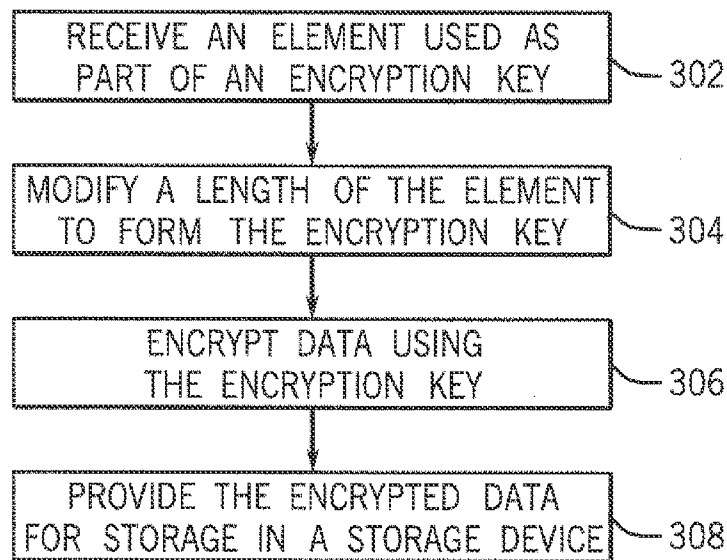 RECEIVE AN ELEMENT USED AS
PART OF AN ENCRYPTION KEY
302
MODIFY A LENGTH OF THE ELEMENT
TO FORM THE ENCRYPTION KEY
304
ENCRYPT DATA USING
THE ENCRYPTION KEY
306
PROVIDE THE ENCRYPTED DATA
FOR STORAGE IN A STORAGE DEVICE
308